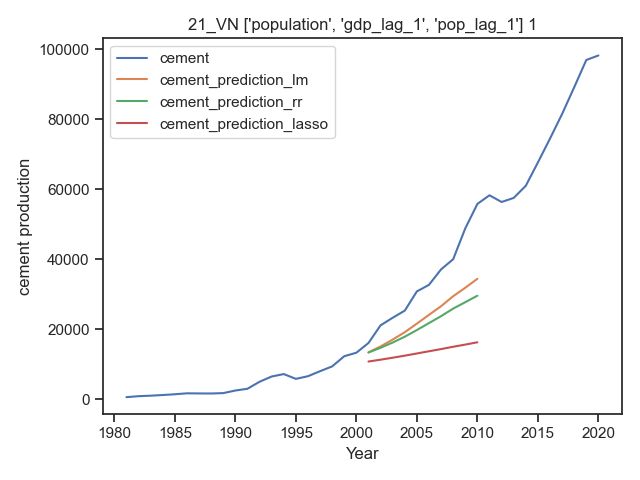 21_VN ['population', 'gdp_lag_1', 'pop_lag_1'] 1
cement
cement_prediction_lm
cement_prediction_rr
cement_prediction_lasso
cement production
100000
80000
60000
40000
20000
0
1980 1985 1990 1995 2000 2005 2010 2015 2020
Year